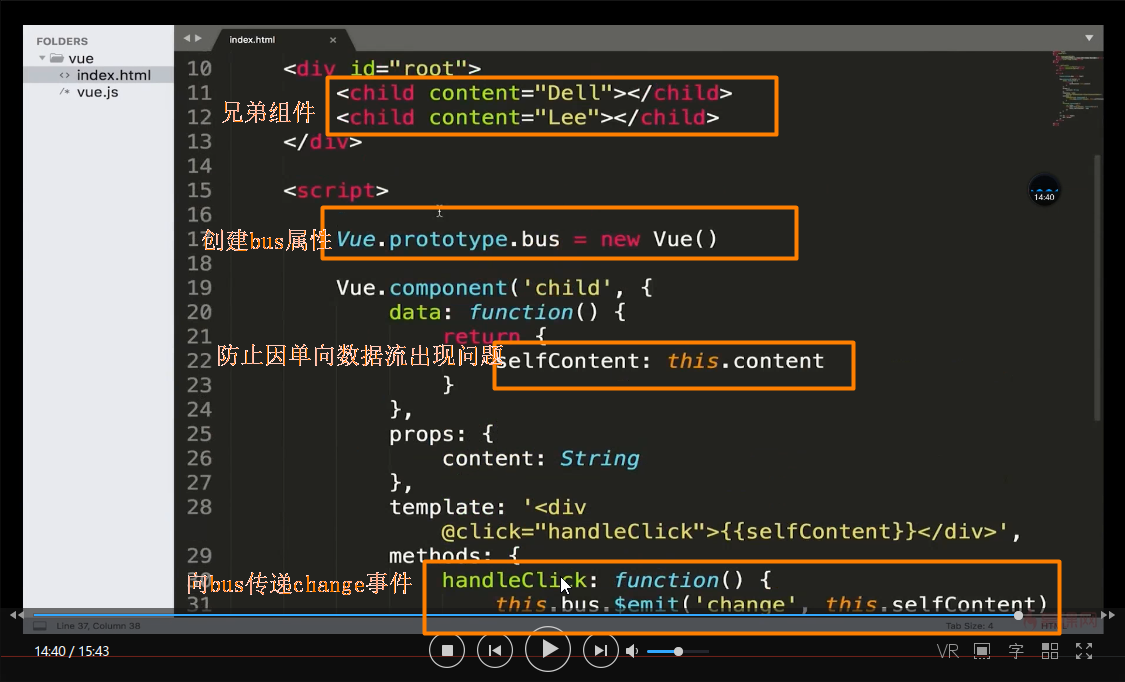 FOLDERS
vue
<> index.html
/* vue.js
index.html ×
10 <div id="root">
11 <child content="Dell"></child>
兄弟组件
12 <child content="Lee"></child>
13 </div>
14
15 <script>
16
创建bus属性
17 Vue.prototype.bus = new Vue()
18
19 Vue.component('child', {
20 data: function() {
21 return {
防止因单向数据流出现问题
22 selfContent: this.content
23 }
24 },
25 props: {
26 content: String
27 },
28 template: '<div
@click="handleClick">{{selfContent}}</div>',
29 methods: {
向bus传递change事件
handleClick: function() {
31 this.bus.$emit('change', this.selfContent)
14:40
Line 37, Column 38
Tab Size: 4
HTML
14:40 / 15:43
VR
字